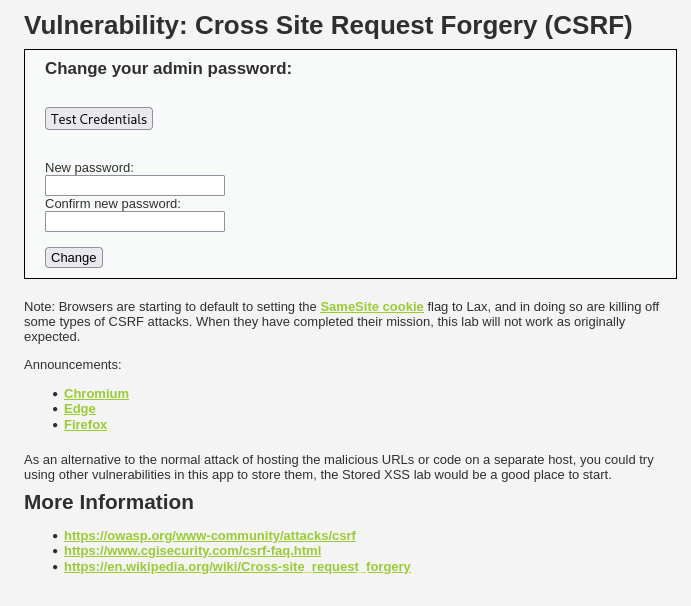 Vulnerability: Cross Site Request Forgery (CSRF)
Change your admin password:
Test Credentials
New password:
Confirm new password:
Change
Note: Browsers are starting to default to setting the SameSite cookie flag to Lax, and in doing so are killing off
some types of CSRF attacks. When they have completed their mission, this lab will not work as originally
expected.
Announcements:
• Chromium
• Edge
• Firefox
As an alternative to the normal attack of hosting the malicious URLs or code on a separate host, you could try
using other vulnerabilities in this app to store them, the Stored XSS lab would be a good place to start.
More Information
• https://owasp.org/www-community/attacks/csrf
• https://www.cgisecurity.com/csrf-faq.html
• https://en.wikipedia.org/wiki/Cross-site_request_forgery